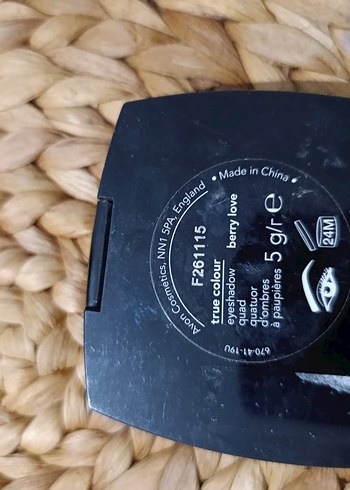 Avon Cosmetics, NN1 5PA, England
• Made in China •
F261115
true colour
eyeshadow berry love
quad
quatuor
d'ombres
à paupières 5 g/r e
24M
670-41-19U